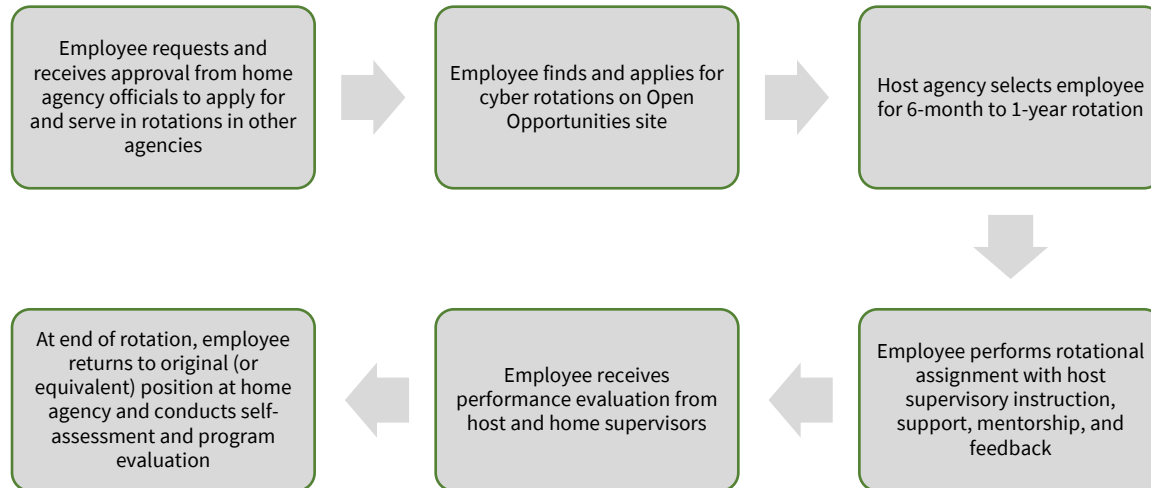 Employee requests and
receives approval from home
agency officials to apply for
and serve in rotations in other
agencies
Employee finds and applies for
cyber rotations on Open
Opportunities site
Host agency selects employee
for 6-month to 1-year rotation
Employee performs rotational
assignment with host
supervisory instruction,
support, mentorship, and
feedback
Employee receives
performance evaluation from
host and home supervisors
At end of rotation, employee
returns to original (or
equivalent) position at home
agency and conducts self-
assessment and program
evaluation